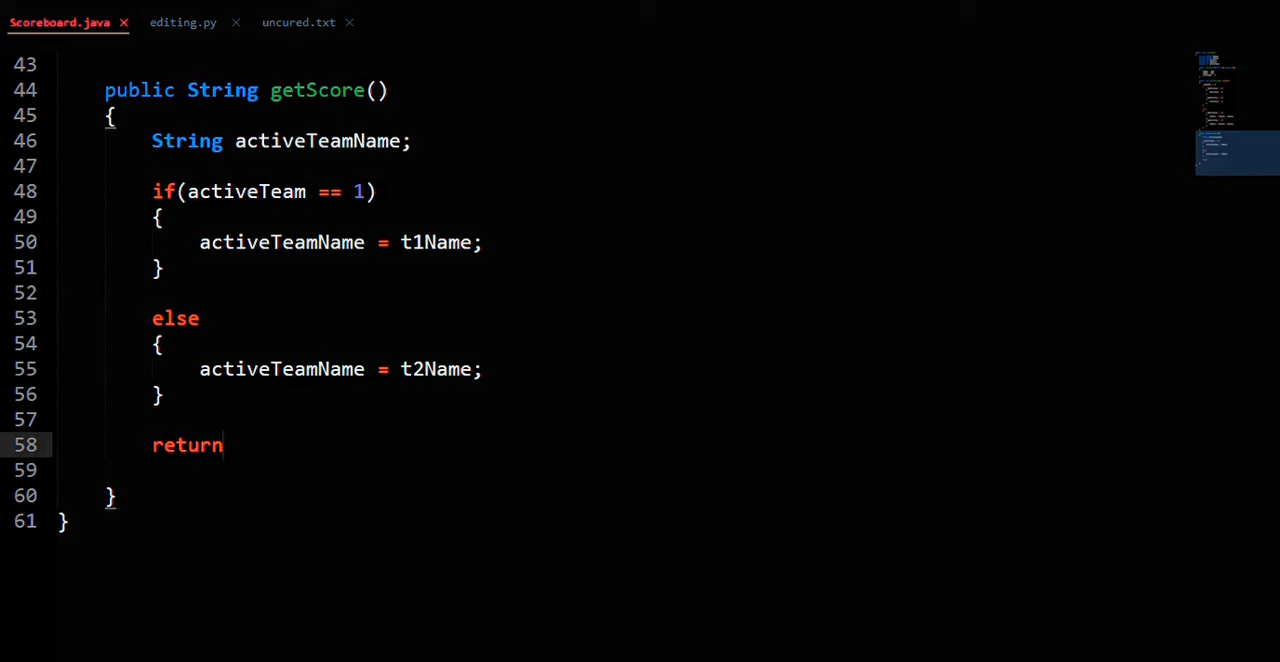 Scoreboard.java × editing.py × uncured.txt ×
43
44 public String getScore()
45 {
46 String activeTeamName;
47
48 if(activeTeam == 1)
49 {
50 activeTeamName = t1Name;
51 }
52
53 else
54 {
55 activeTeamName = t2Name;
56 }
57
58 return
59
60 }
61 }